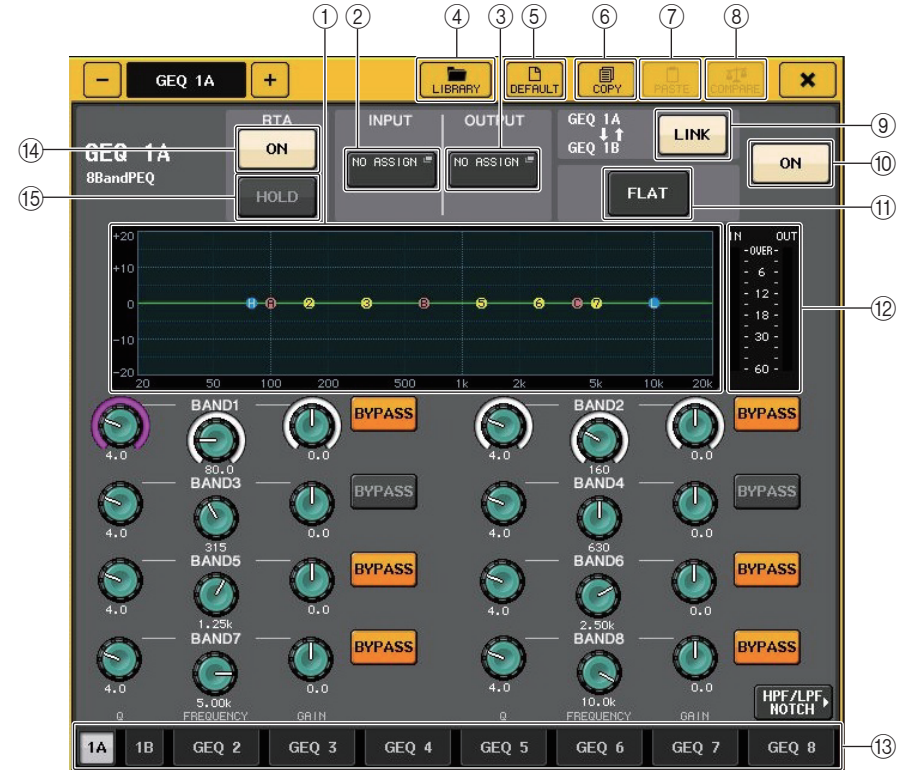 ① ② ④ ③ ⑤ ⑥ ⑦ ⑧
− GEQ 1A + LIBRARY DEFAULT COPY PASTE COMPARE ×
RTA INPUT OUTPUT GEQ 1A
GEQ 1B LINK ⑨
⑭ ON NO ASSIGN NO ASSIGN ON ⑩
GEQ 1A
8BandPEQ
⑮ HOLD FLAT ⑪
+20 IN OUT
+10
0
−10
−20
H A 2 3 B 5 6 C 7 L
20 50 100 200 500 1k 2k 5k 10k 20k
-OVER-
- 6 -
- 12 -
- 18 -
- 30 -
- 60 -
⑫
BAND1 BYPASS BAND2 BYPASS
4.0 80.0 0.0 4.0 160 0.0
BAND3 BYPASS BAND4 BYPASS
4.0 315 0.0 4.0 630 0.0
BAND5 BYPASS BAND6 BYPASS
4.0 1.25k 0.0 4.0 2.50k 0.0
BAND7 BYPASS BAND8 BYPASS
4.0 5.00k 0.0 4.0 10.0k 0.0
Q FREQUENCY GAIN Q FREQUENCY GAIN
HPF/LPF
NOTCH
1A 1B GEQ 2 GEQ 3 GEQ 4 GEQ 5 GEQ 6 GEQ 7 GEQ 8 ⑬